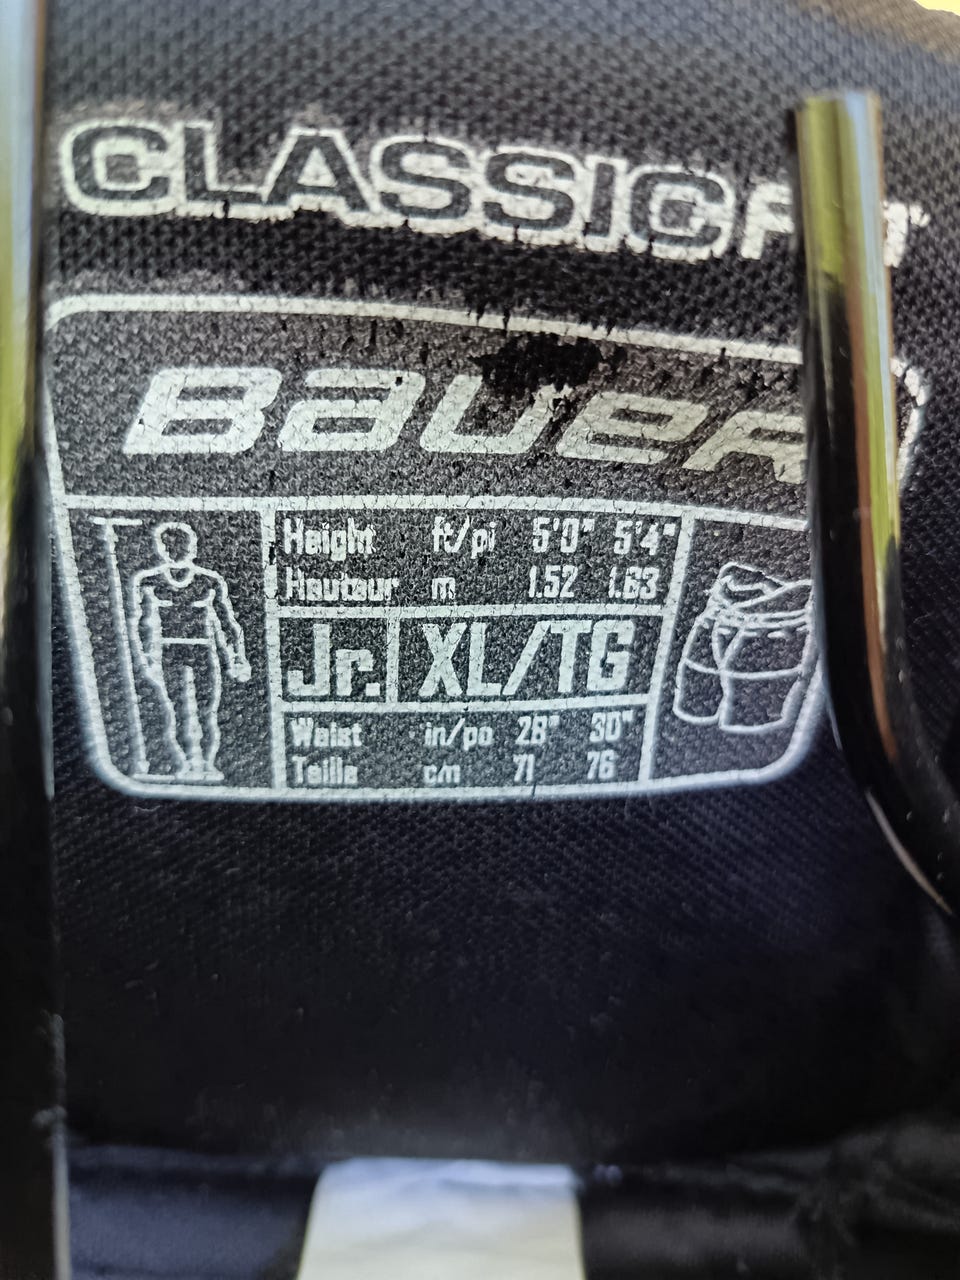 CLASSIC FIT
BAUER
Height ft/pi 5'0" 5'4"
Hauteur m 1.52 1.63
Jr. XL/TG
Waist in/po 28" 30"
Taille cm 71 76